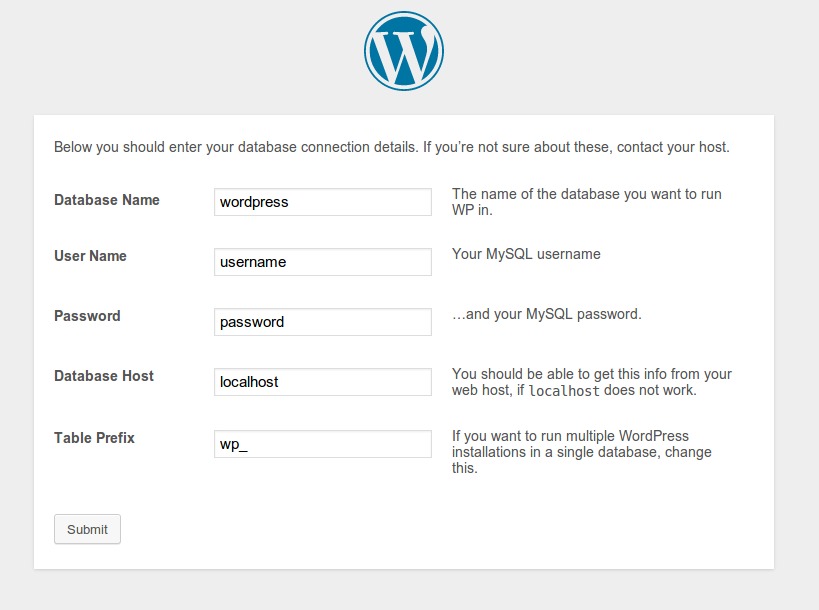 Below you should enter your database connection details. If you’re not sure about these, contact your host.
Database Name
wordpress
The name of the database you want to run
WP in.
User Name
username
Your MySQL username
Password
password
…and your MySQL password.
Database Host
localhost
You should be able to get this info from your
web host, if localhost does not work.
Table Prefix
wp_
If you want to run multiple WordPress
installations in a single database, change
this.
Submit